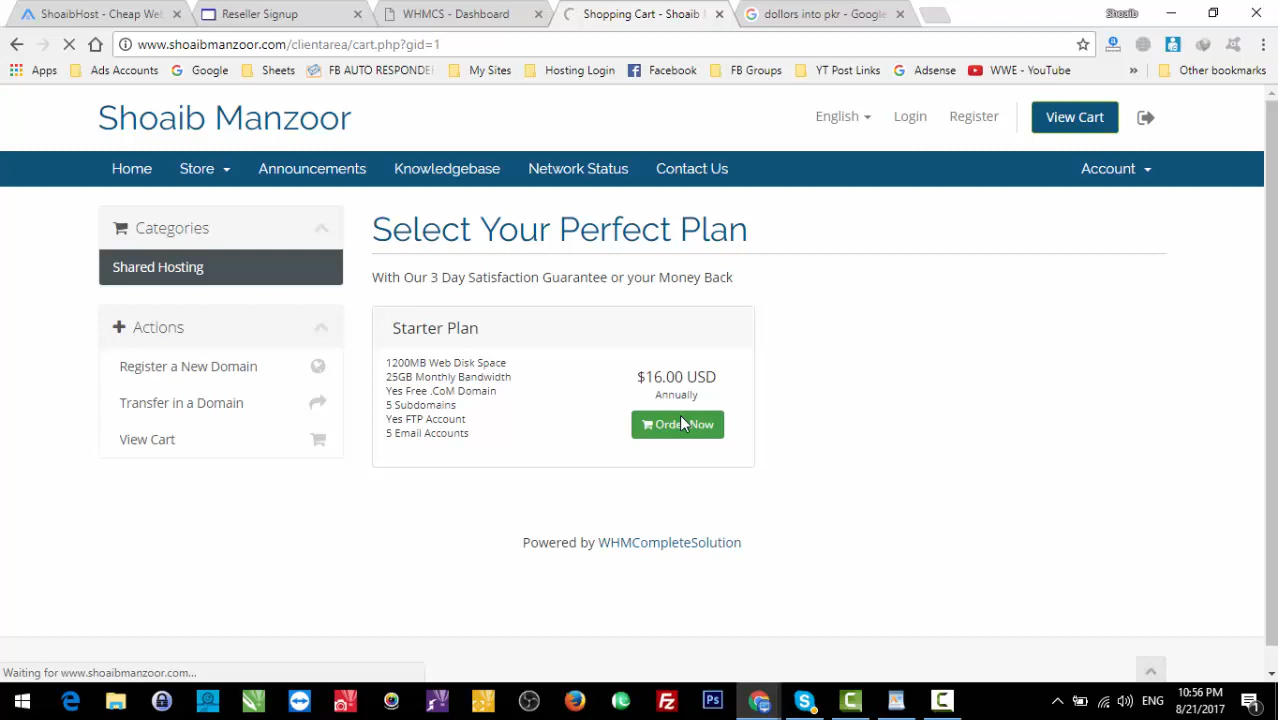 ShoaibHost - Cheap Web
Reseller Signup
WHMCS - Dashboard
Shopping Cart - Shoaib
dollors into pkr - Google
Shoaib
www.shoaibmanzoor.com/clientarea/cart.php?gid=1
Apps
Ads Accounts
Google
Sheets
FB AUTO RESPONDER
My Sites
Hosting Login
Facebook
FB Groups
YT Post Links
Adsense
WWE - YouTube
Other bookmarks
Shoaib Manzoor
English
Login
Register
View Cart
Home
Store
Announcements
Knowledgebase
Network Status
Contact Us
Account
Categories
Shared Hosting
Actions
Register a New Domain
Transfer in a Domain
View Cart
Select Your Perfect Plan
With Our 3 Day Satisfaction Guarantee or your Money Back
Starter Plan
1200MB Web Disk Space
25GB Monthly Bandwidth
Yes Free .CoM Domain
5 Subdomains
Yes FTP Account
5 Email Accounts
$16.00 USD
Annually
Order Now
Powered by WHMCompleteSolution
Waiting for www.shoaibmanzoor.com...
Ps
ENG
10:56 PM
8/21/2017